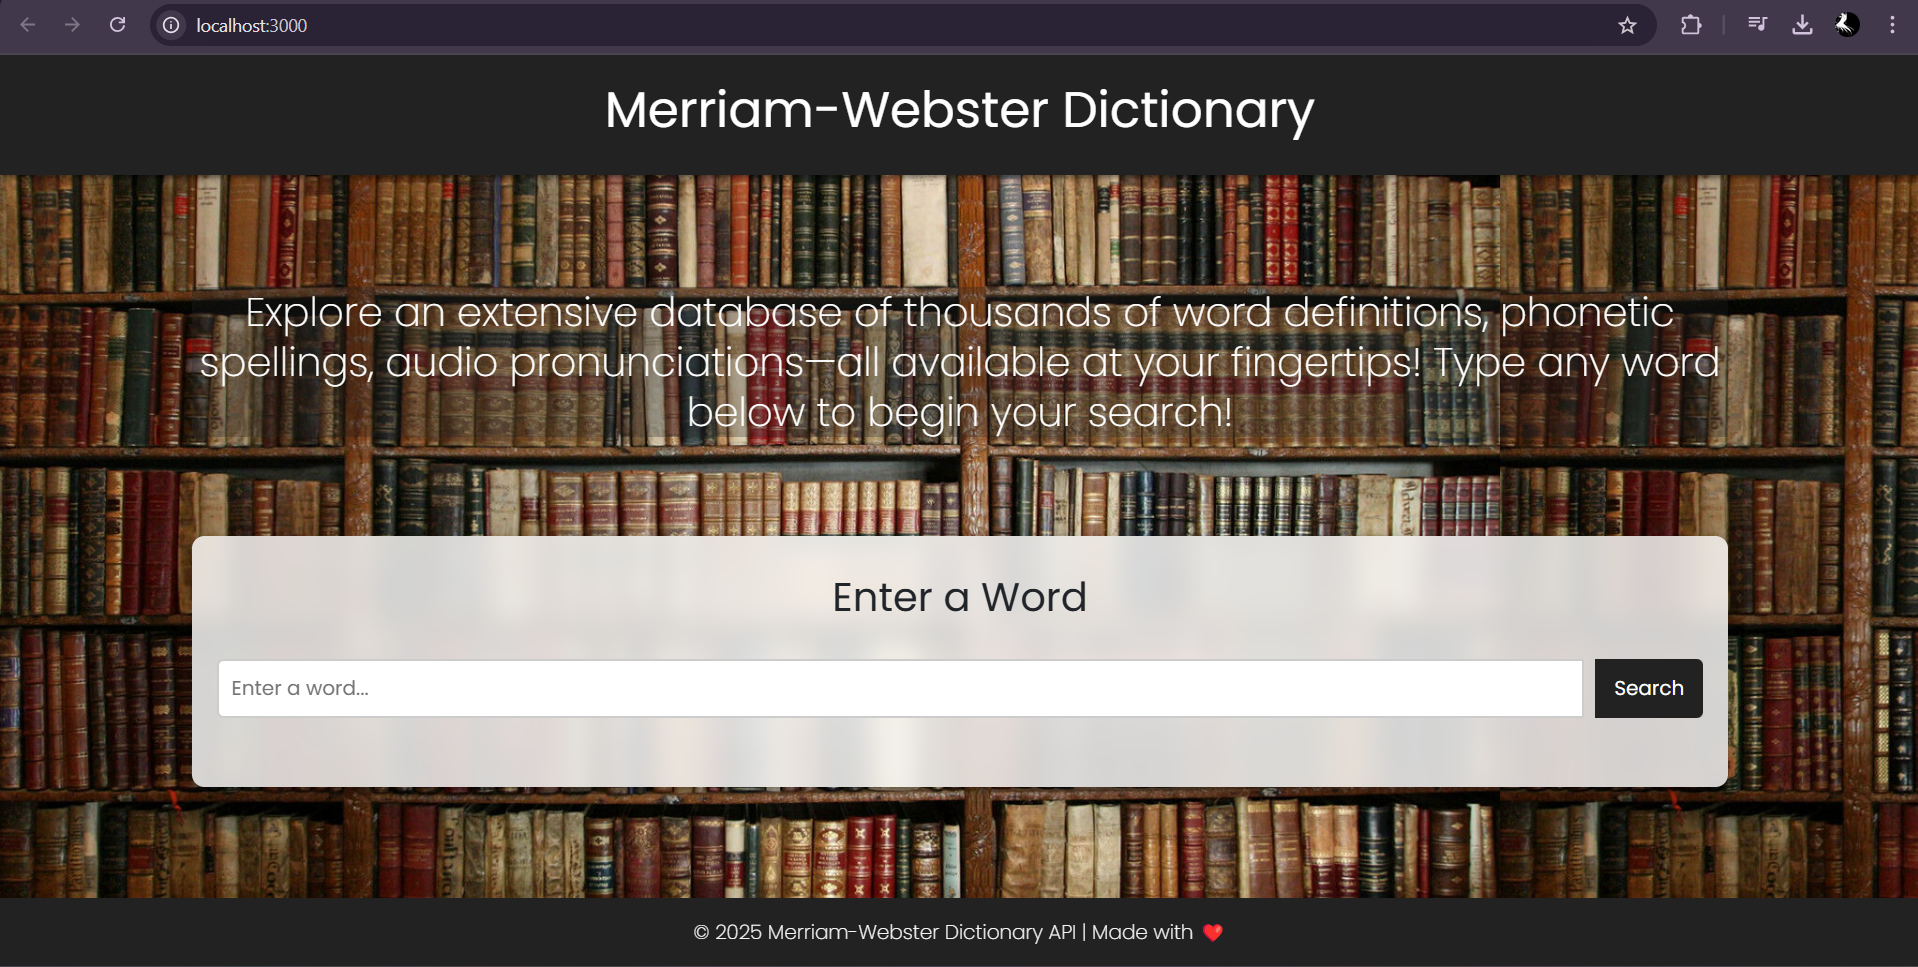 localhost:3000
Merriam-Webster Dictionary
Explore an extensive database of thousands of word definitions, phonetic
spellings, audio pronunciations—all available at your fingertips! Type any word
below to begin your search!
Enter a Word
Enter a word...
Search
© 2025 Merriam-Webster Dictionary API | Made with ❤️